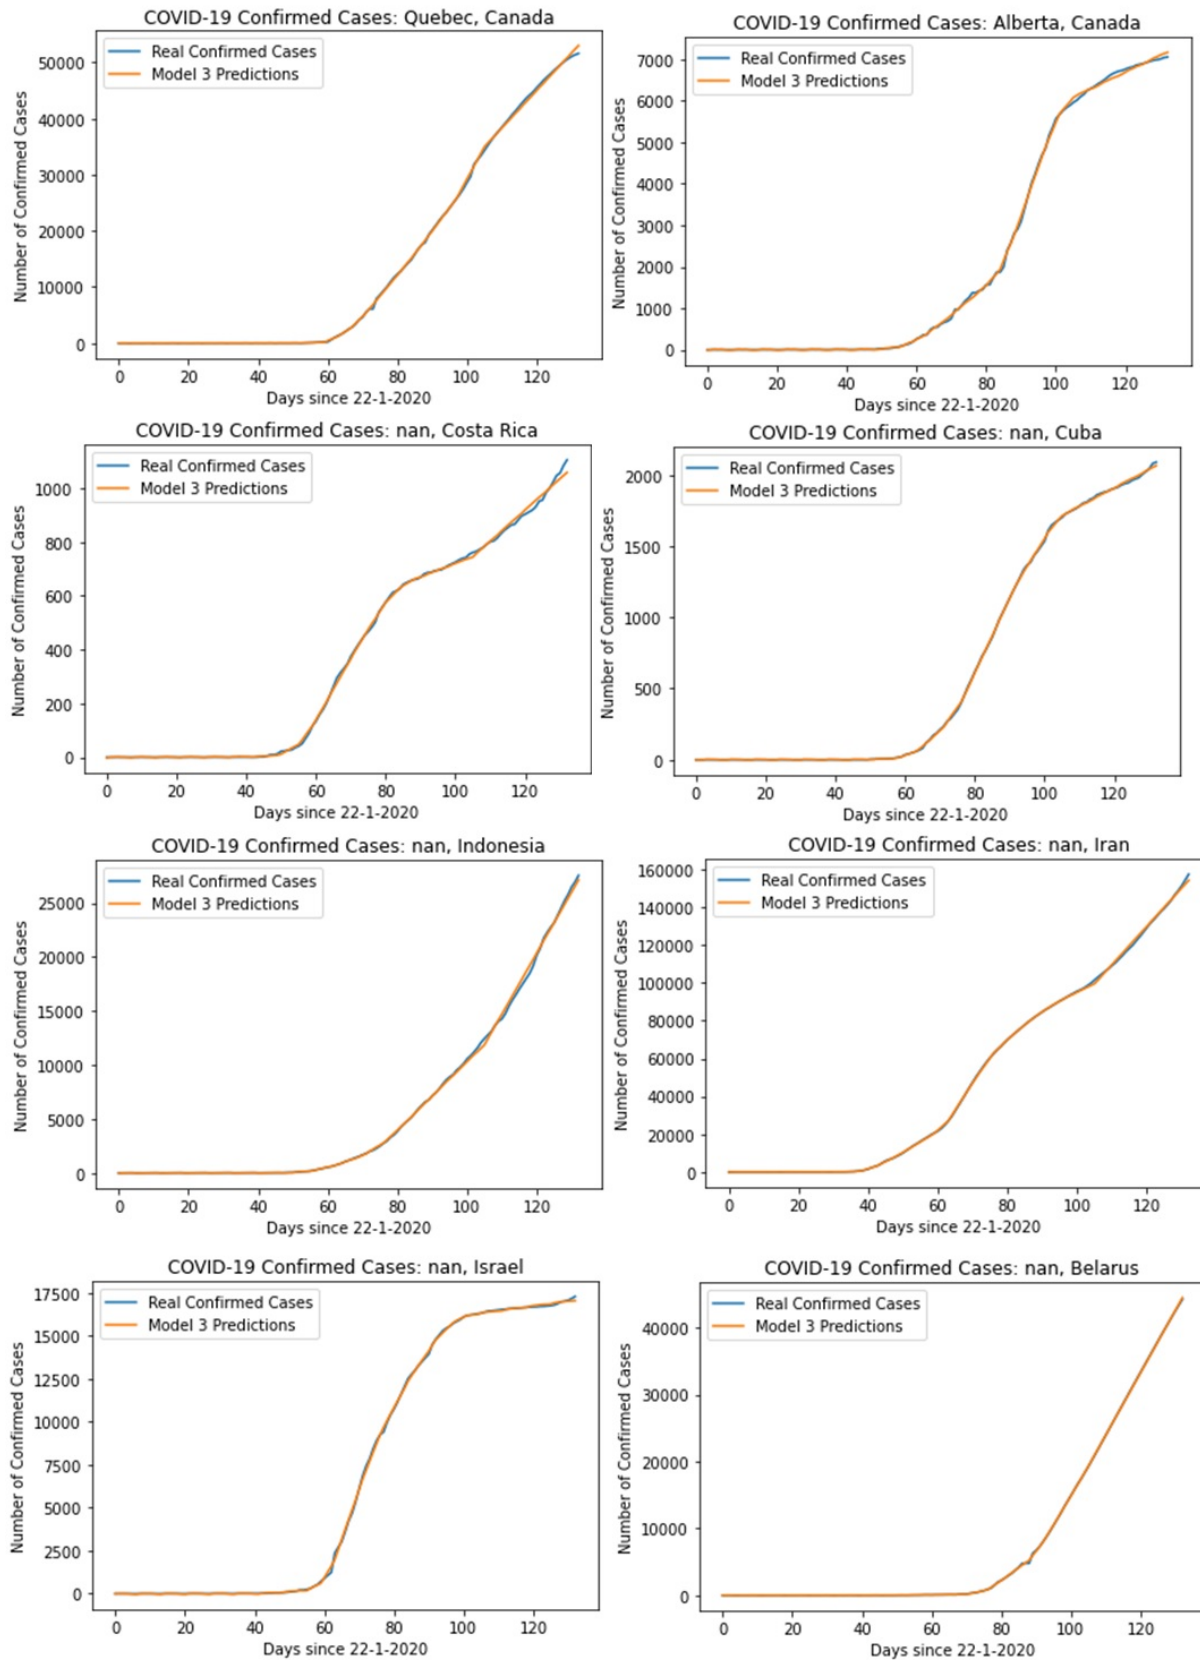 COVID-19 Confirmed Cases: Quebec, Canada
Real Confirmed Cases
Model 3 Predictions
Number of Confirmed Cases
50000
40000
30000
20000
10000
0
0 20 40 60 80 100 120
Days since 22-1-2020
COVID-19 Confirmed Cases: Alberta, Canada
Real Confirmed Cases
Model 3 Predictions
Number of Confirmed Cases
7000
6000
5000
4000
3000
2000
1000
0
0 20 40 60 80 100 120
Days since 22-1-2020
COVID-19 Confirmed Cases: nan, Costa Rica
Real Confirmed Cases
Model 3 Predictions
Number of Confirmed Cases
1000
800
600
400
200
0
0 20 40 60 80 100 120
Days since 22-1-2020
COVID-19 Confirmed Cases: nan, Cuba
Real Confirmed Cases
Model 3 Predictions
Number of Confirmed Cases
2000
1500
1000
500
0
0 20 40 60 80 100 120
Days since 22-1-2020
COVID-19 Confirmed Cases: nan, Indonesia
Real Confirmed Cases
Model 3 Predictions
Number of Confirmed Cases
25000
20000
15000
10000
5000
0
0 20 40 60 80 100 120
Days since 22-1-2020
COVID-19 Confirmed Cases: nan, Iran
Real Confirmed Cases
Model 3 Predictions
Number of Confirmed Cases
160000
140000
120000
100000
80000
60000
40000
20000
0
0 20 40 60 80 100 120
Days since 22-1-2020
COVID-19 Confirmed Cases: nan, Israel
Real Confirmed Cases
Model 3 Predictions
Number of Confirmed Cases
17500
15000
12500
10000
7500
5000
2500
0
0 20 40 60 80 100 120
Days since 22-1-2020
COVID-19 Confirmed Cases: nan, Belarus
Real Confirmed Cases
Model 3 Predictions
Number of Confirmed Cases
40000
30000
20000
10000
0
0 20 40 60 80 100 120
Days since 22-1-2020